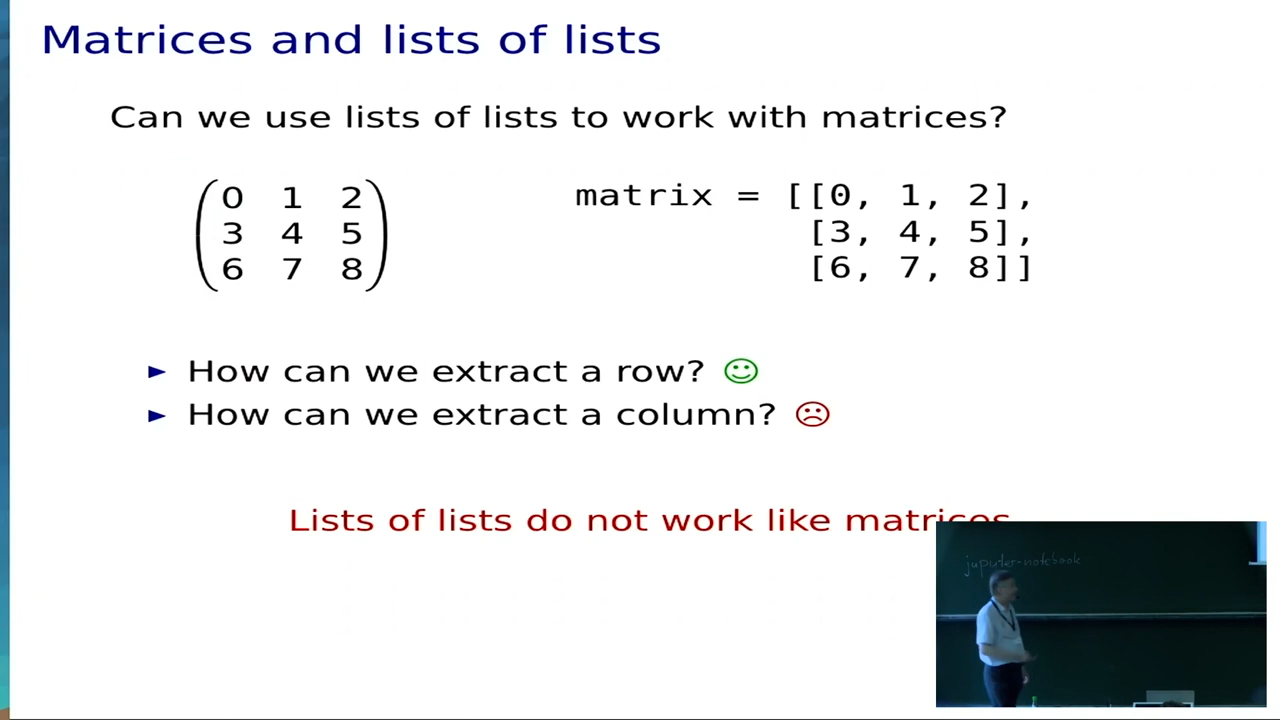 Matrices and lists of lists
Can we use lists of lists to work with matrices?
0 1 2
3 4 5
6 7 8
matrix = [[0, 1, 2],
[3, 4, 5],
[6, 7, 8]]
► How can we extract a row?
► How can we extract a column?
Lists of lists do not work like matrices
jupyter-notebook